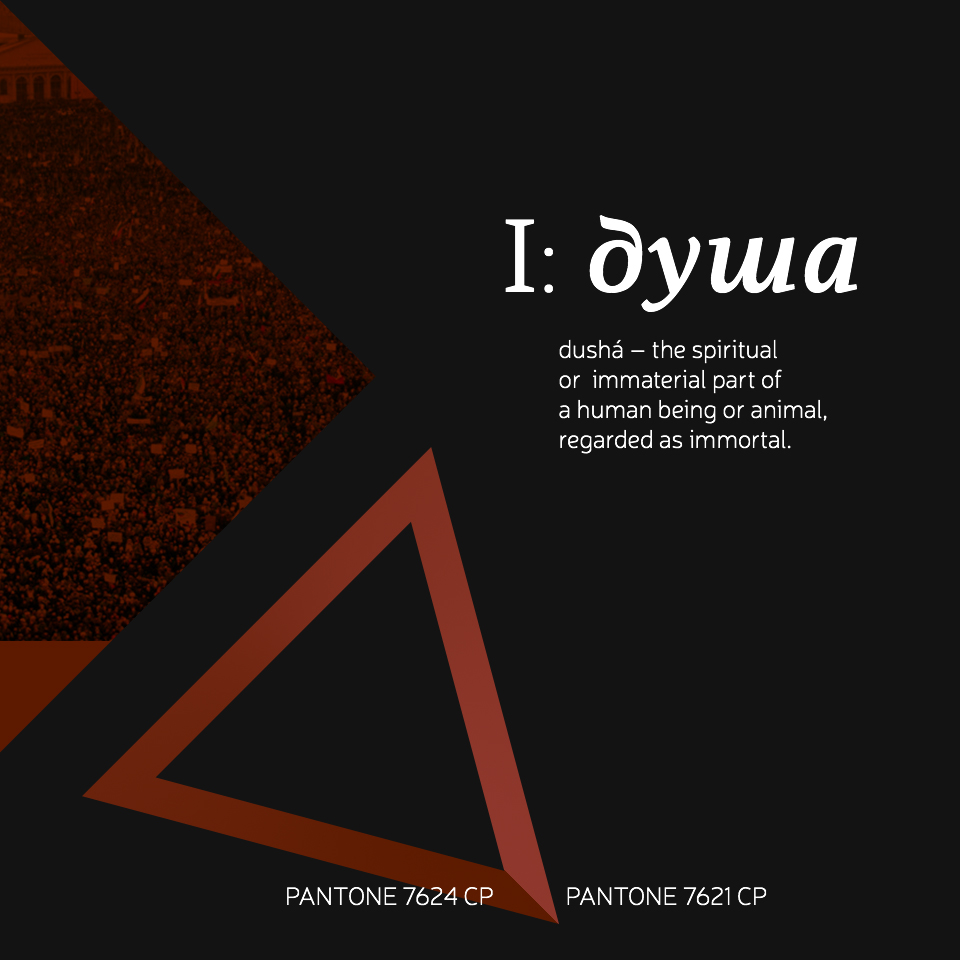 I: душа
dushá – the spiritual
or  immaterial part of
a human being or animal,
regarded as immortal.
PANTONE 7624 CP PANTONE 7621 CP